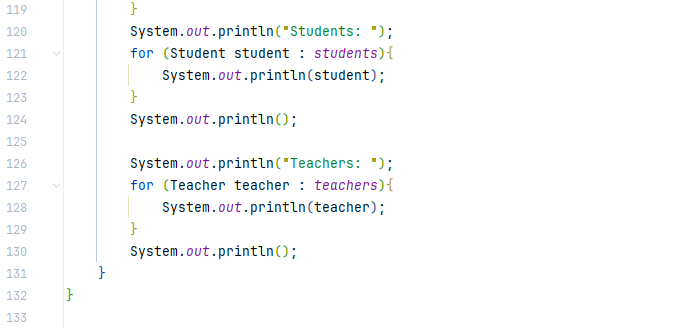 119 }
120 System.out.println("Students: ");
121 for (Student student : students){
122 System.out.println(student);
123 }
124 System.out.println();
125
126 System.out.println("Teachers: ");
127 for (Teacher teacher : teachers){
128 System.out.println(teacher);
129 }
130 System.out.println();
131 }
132 }
133